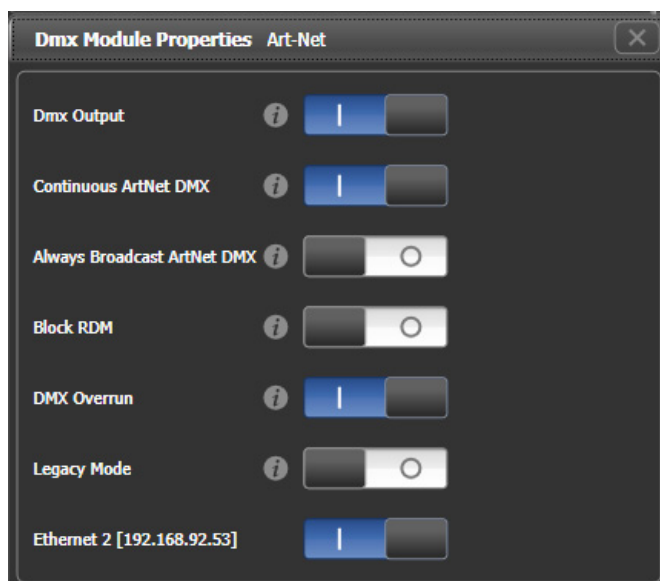 Dmx Module Properties Art-Net
Dmx Output
Continuous ArtNet DMX
Always Broadcast ArtNet DMX
Block RDM
DMX Overrun
Legacy Mode
Ethernet 2 [192.168.92.53]